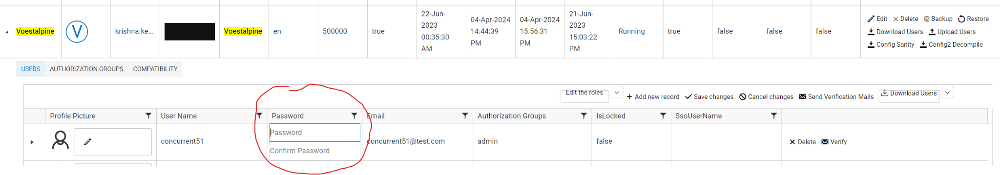 Voestalpine V krishna.ke... Voestalpine en 500000 true 22-Jun-2023 00:35:30 AM 04-Apr-2024 14:44:39 PM 04-Apr-2024 15:56:31 PM 21-Jun-2023 15:03:22 PM Running true false false false
Edit Delete Backup Restore
Download Users Upload Users
Config Sanity Config2 Decompile
USERS AUTHORIZATION GROUPS COMPATIBILITY
Edit the roles Add new record Save changes Cancel changes Send Verification Mails Download Users
Profile Picture User Name Password Email Authorization Groups IsLocked SsoUserName
Password
concurrent51 concurrent51@test.com admin false Delete Verify
Confirm Password